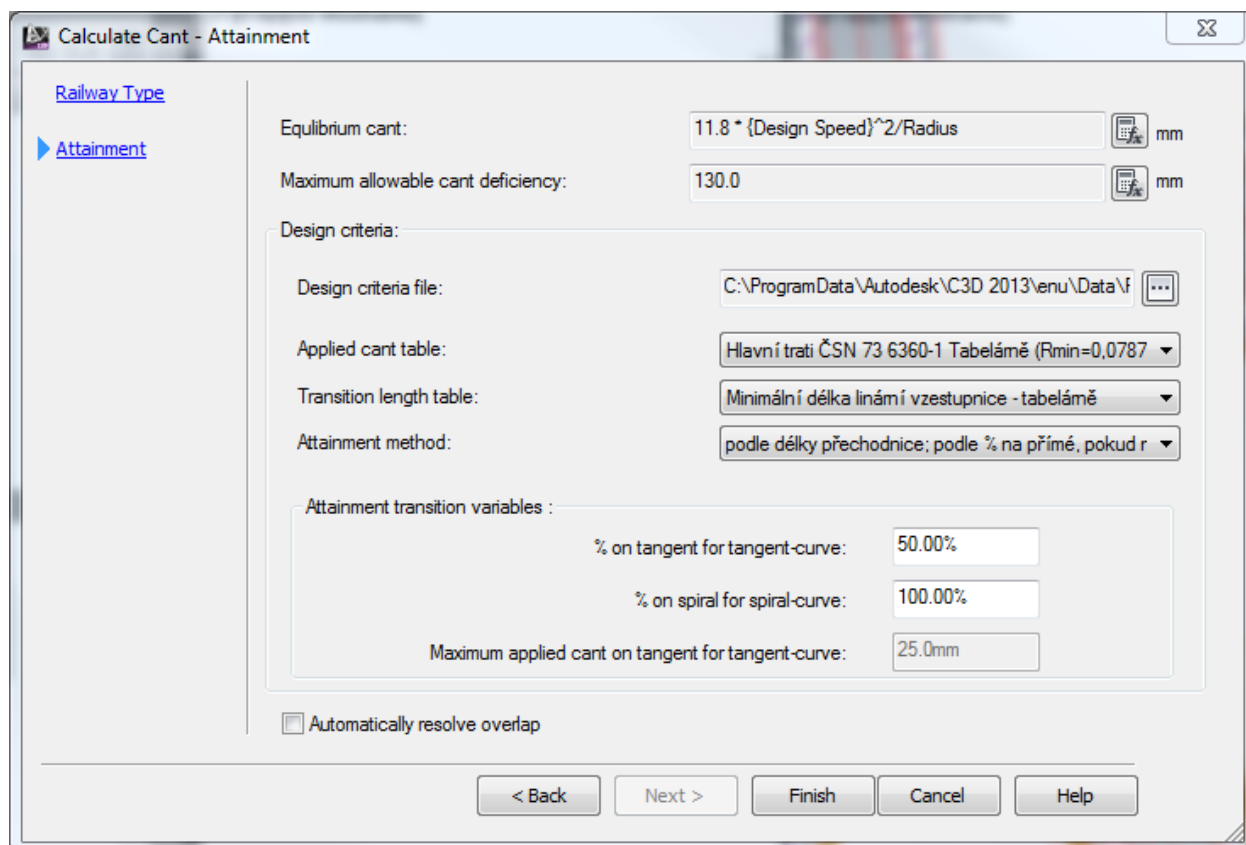 Calculate Cant - Attainment
Railway Type
Attainment
Equlibrium cant:
11.8 * {Design Speed}^2/Radius
mm
Maximum allowable cant deficiency:
130.0
mm
Design criteria:
Design criteria file:
C:\ProgramData\Autodesk\C3D 2013\enu\Data\F
...
Applied cant table:
Hlavní trati ČSN 73 6360-1 Tabelárně (Rmin=0,0787
Transition length table:
Minimální délka linární vzestupnice - tabelárně
Attainment method:
podle délky přechodnice; podle % na přímé, pokud r
Attainment transition variables :
% on tangent for tangent-curve:
50.00%
% on spiral for spiral-curve:
100.00%
Maximum applied cant on tangent for tangent-curve:
25.0mm
Automatically resolve overlap
< Back
Next >
Finish
Cancel
Help